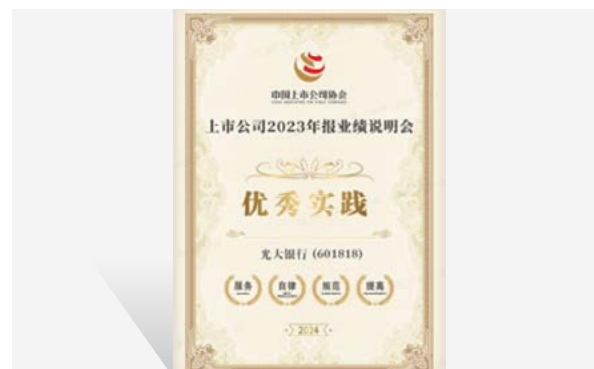 中国上市公司协会
上市公司2023年报业绩说明会
优秀实践
光大银行 (601818)
服务 自律 规范 提高
2024